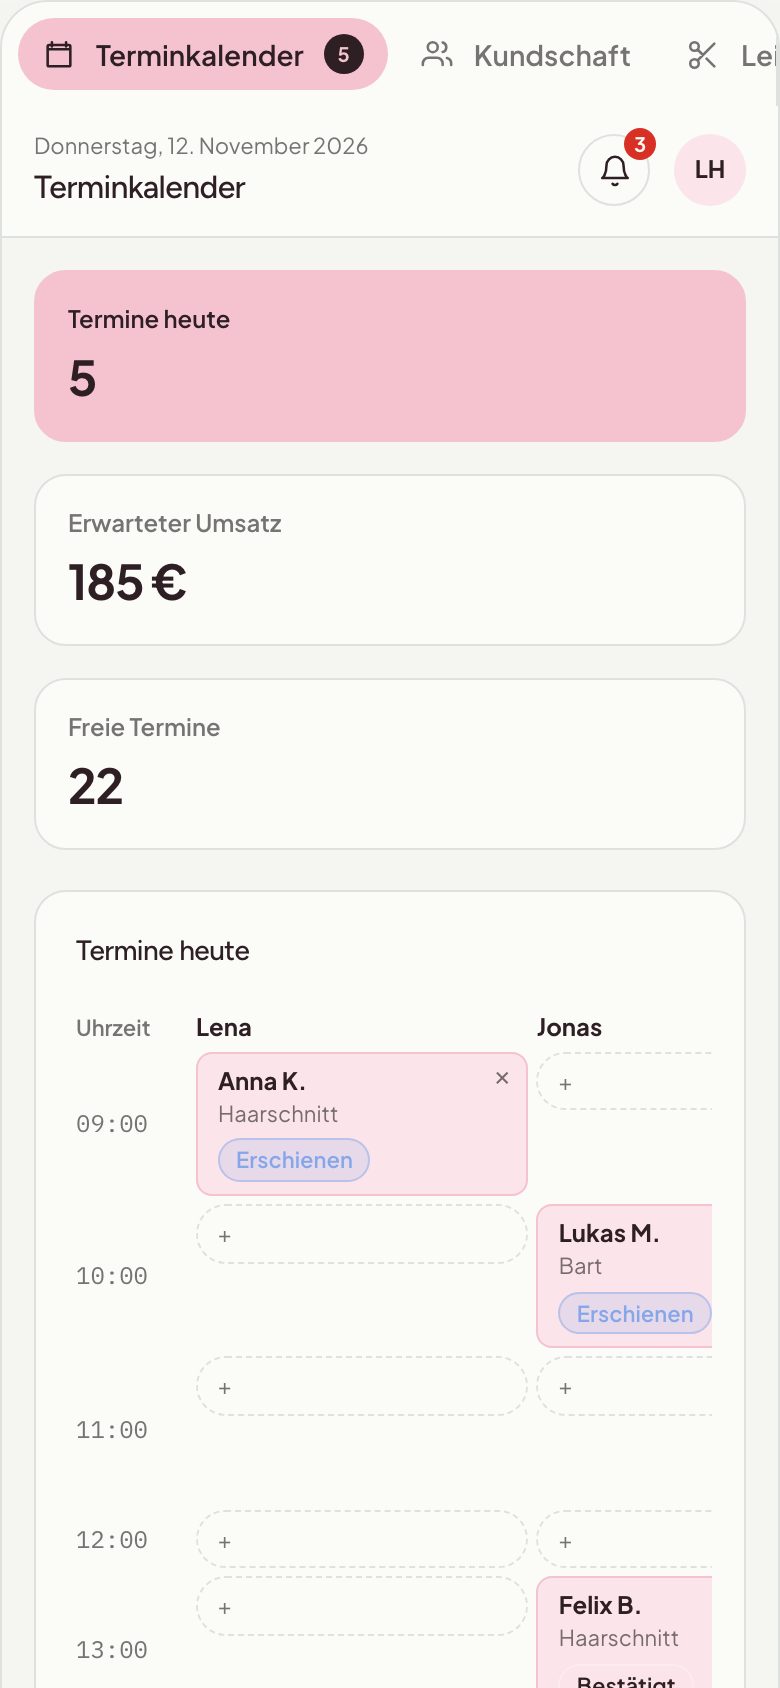 Terminkalender 5 Kundschaft Lei
Donnerstag, 12. November 2026
Terminkalender
3
LH
Termine heute
5
Erwarteter Umsatz
185 €
Freie Termine
22
Termine heute
Uhrzeit Lena Jonas
Anna K. × +
Haarschnitt
09:00
Erschienen
+ Lukas M.
Bart
10:00
Erschienen
+ +
11:00
12:00 + +
+ Felix B.
Haarschnitt
13:00
Bestätigt